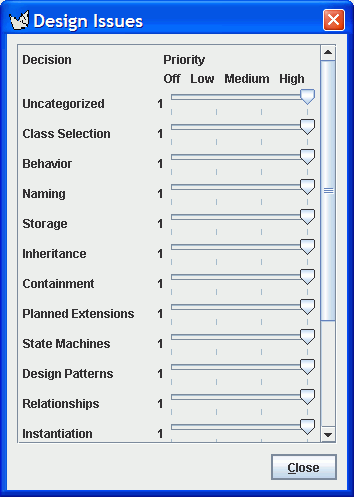 Design Issues
Decision Priority
Off Low Medium High
Uncategorized 1
Class Selection 1
Behavior 1
Naming 1
Storage 1
Inheritance 1
Containment 1
Planned Extensions 1
State Machines 1
Design Patterns 1
Relationships 1
Instantiation 1
Close